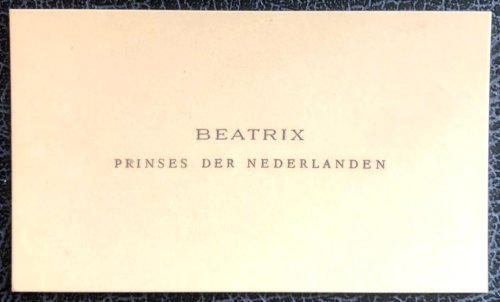 BEATRIX
PRINSES DER NEDERLANDEN